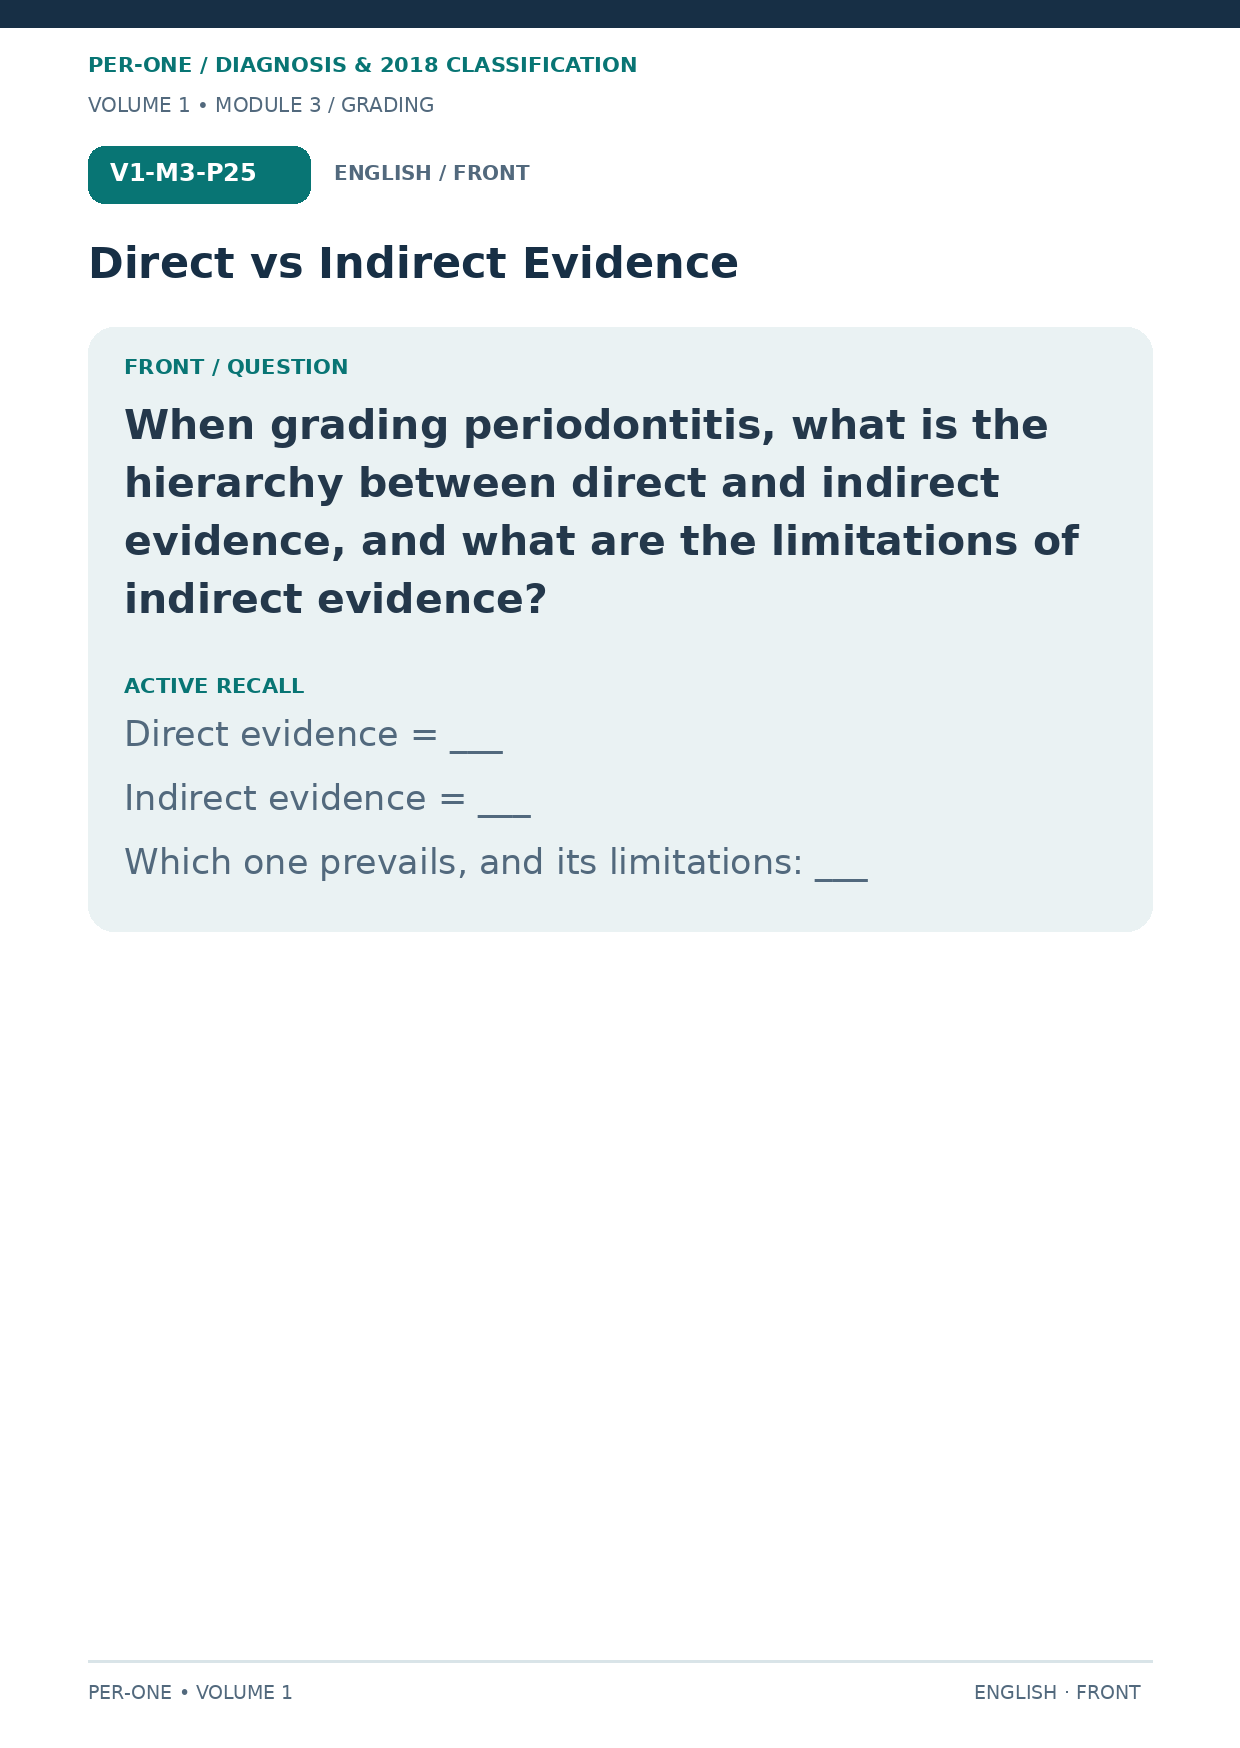 PER-ONE / DIAGNOSIS & 2018 CLASSIFICATION
VOLUME 1 • MODULE 3 / GRADING
V1-M3-P25
ENGLISH / FRONT
Direct vs Indirect Evidence
FRONT / QUESTION
When grading periodontitis, what is the
hierarchy between direct and indirect
evidence, and what are the limitations of
indirect evidence?
ACTIVE RECALL
Direct evidence = ___
Indirect evidence = ___
Which one prevails, and its limitations: ___
PER-ONE • VOLUME 1
ENGLISH · FRONT